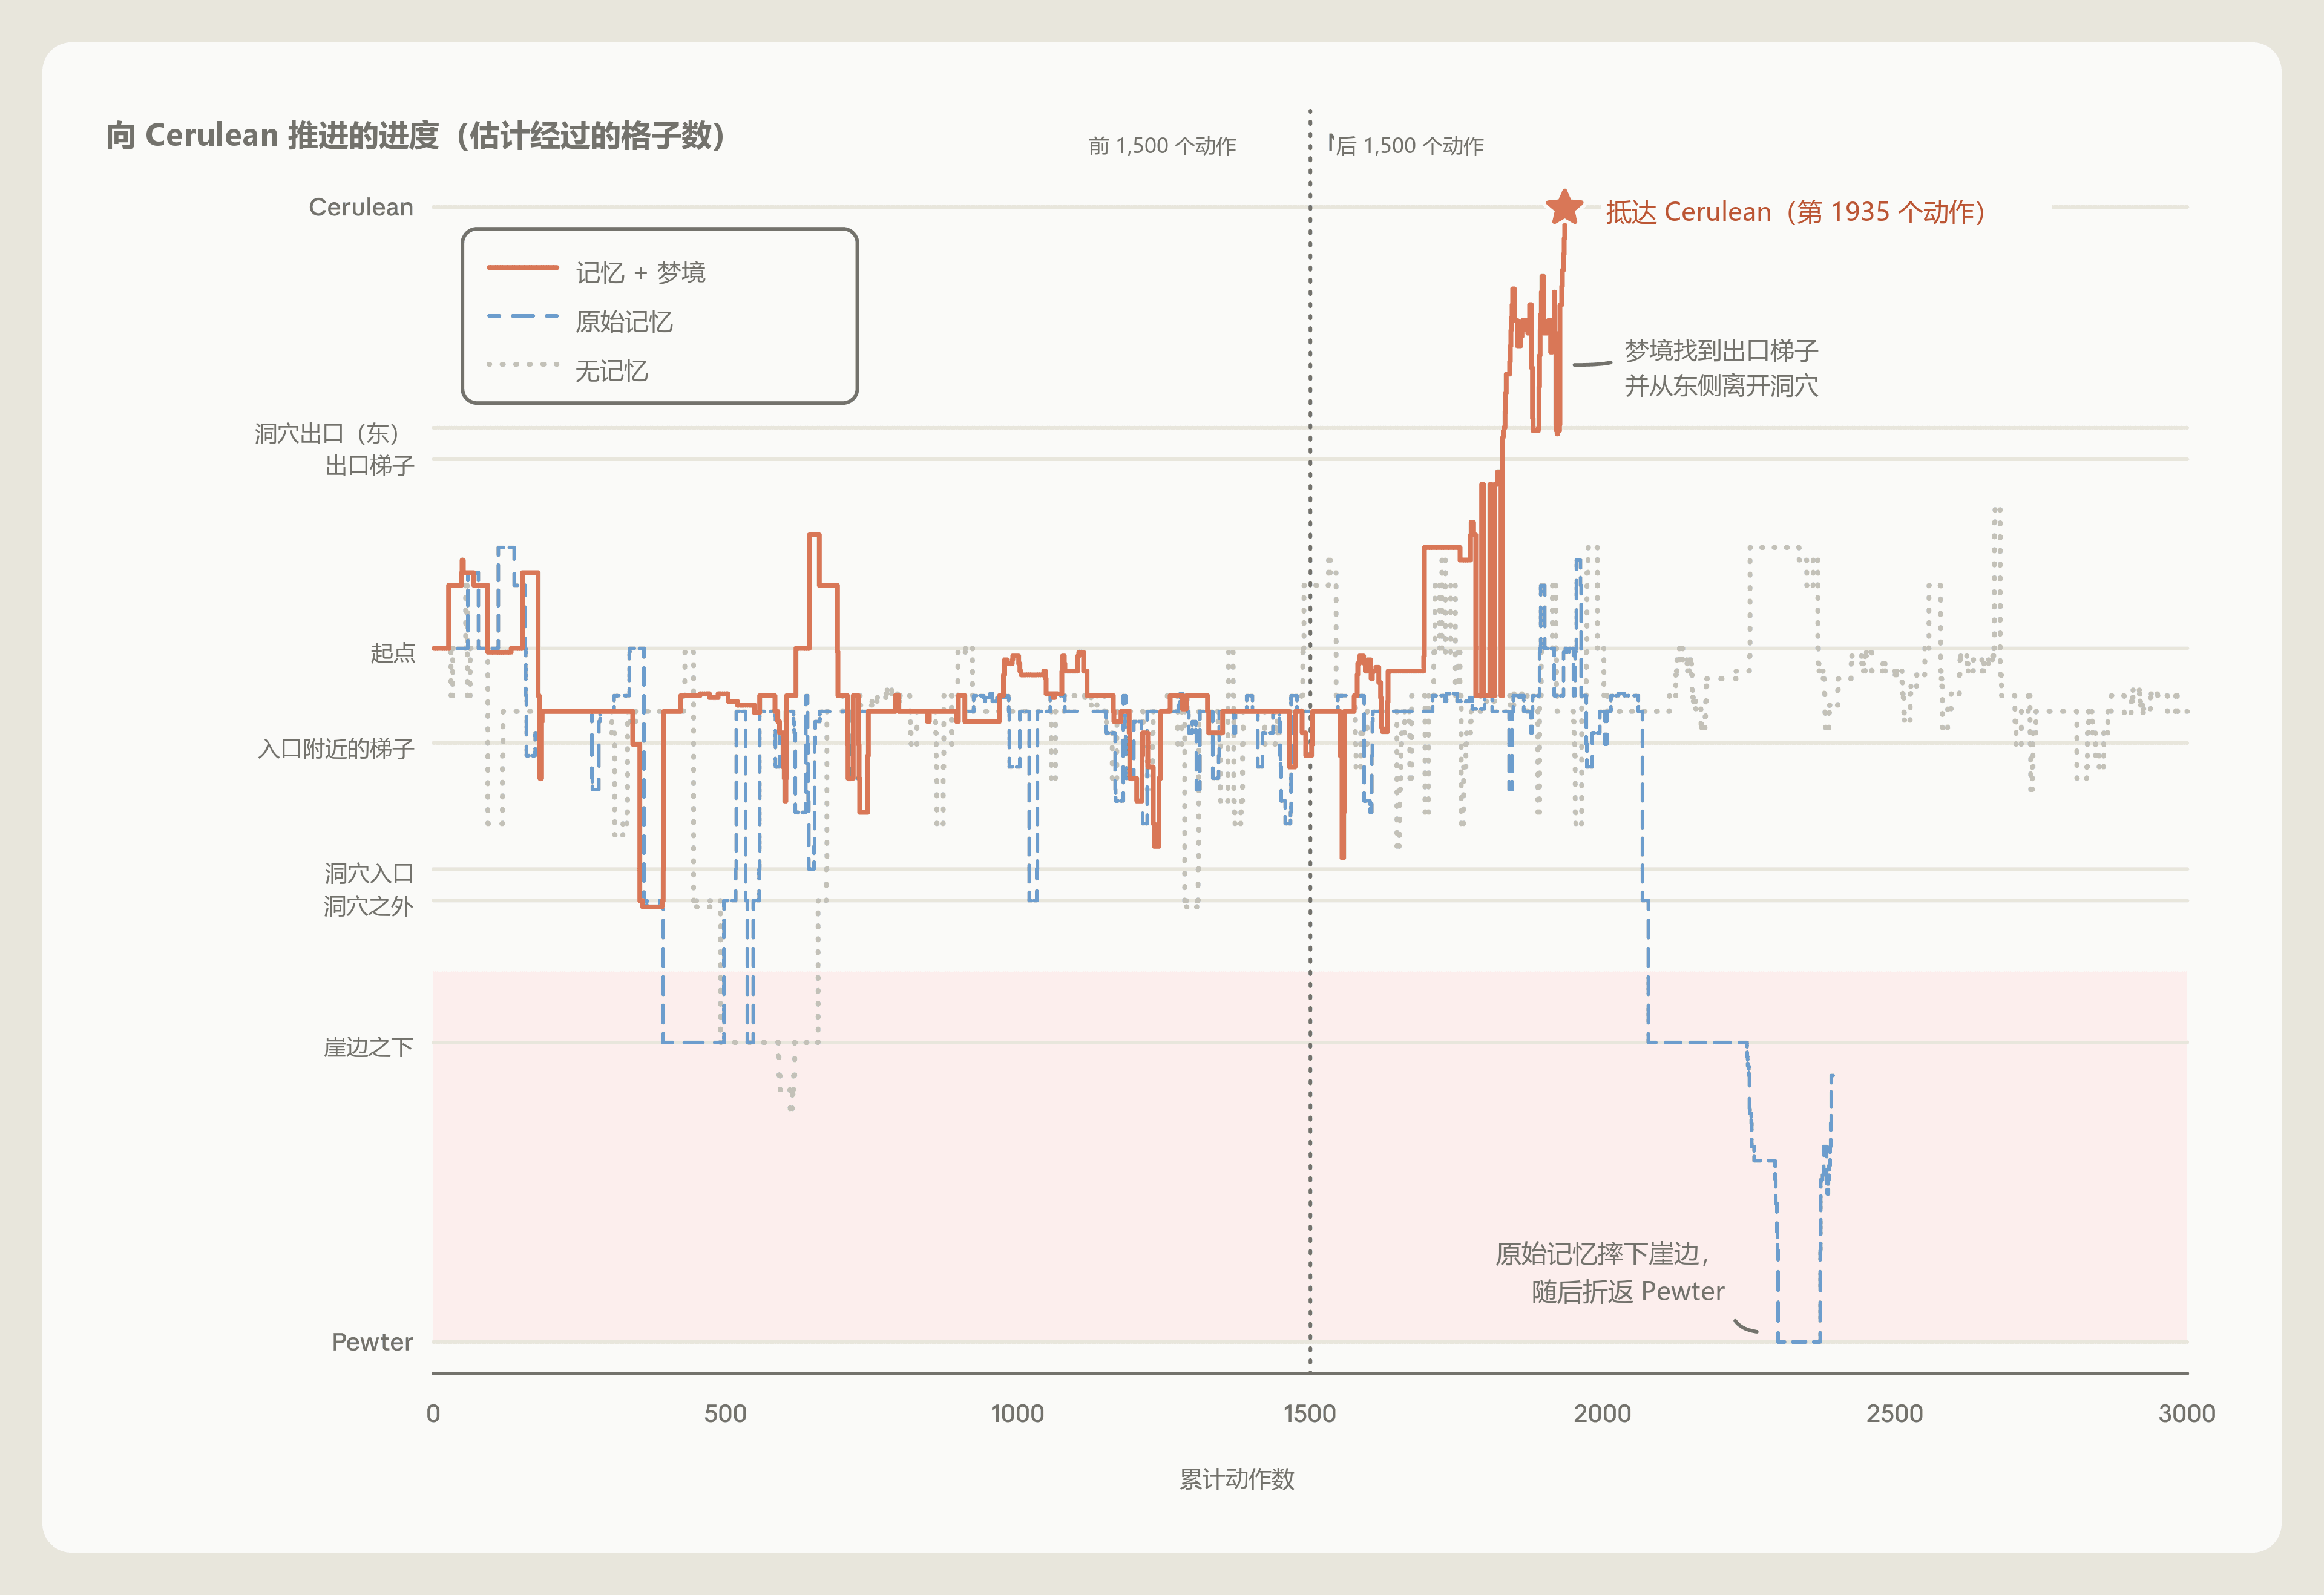 向 Cerulean 推进的进度（估计经过的格子数）
前 1,500 个动作
后 1,500 个动作
Cerulean
抵达 Cerulean（第 1935 个动作）
记忆 + 梦境
原始记忆
无记忆
梦境找到出口梯子
并从东侧离开洞穴
洞穴出口（东）
出口梯子
起点
入口附近的梯子
洞穴入口
洞穴之外
崖边之下
原始记忆摔下崖边，
随后折返 Pewter
Pewter
0 500 1000 1500 2000 2500 3000
累计动作数